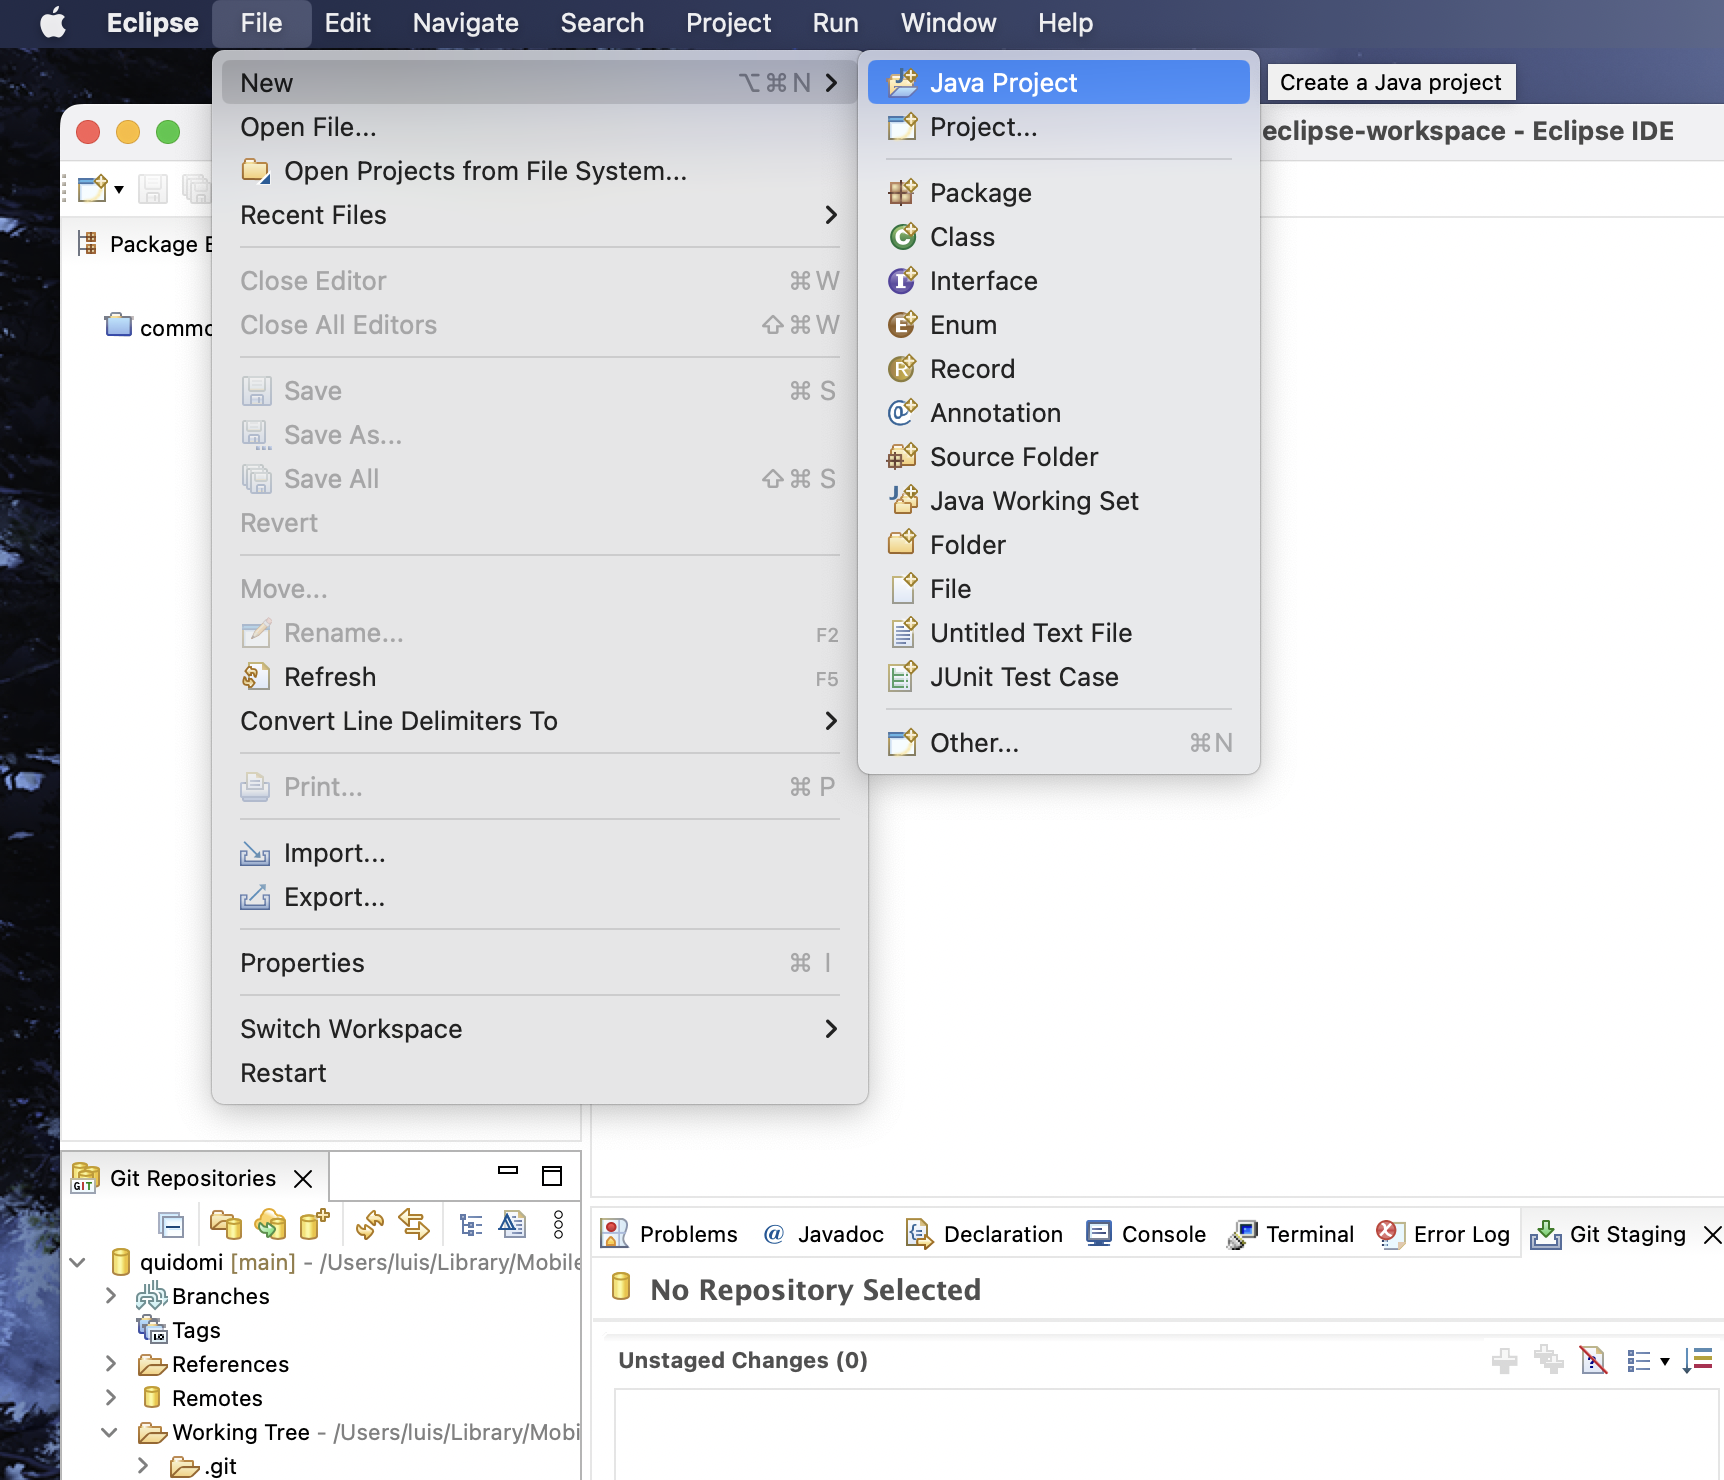 Eclipse File Edit Navigate Search Project Run Window Help
New ⌥⌘N
Open File...
Open Projects from File System...
Recent Files
Close Editor ⌘W
Close All Editors ⇧⌘W
Save ⌘S
Save As...
Save All ⇧⌘S
Revert
Move...
Rename... F2
Refresh F5
Convert Line Delimiters To
Print... ⌘P
Import...
Export...
Properties ⌘I
Switch Workspace
Restart
Java Project
Project...
Package
Class
Interface
Enum
Record
Annotation
Source Folder
Java Working Set
Folder
File
Untitled Text File
JUnit Test Case
Other... ⌘N
Create a Java project
eclipse-workspace - Eclipse IDE
Package E
commo
Git Repositories
quidomi [main] - /Users/luis/Library/Mobile
Branches
Tags
References
Remotes
Working Tree - /Users/luis/Library/Mobi
.git
Problems @ Javadoc Declaration Console Terminal Error Log Git Staging
No Repository Selected
Unstaged Changes (0)